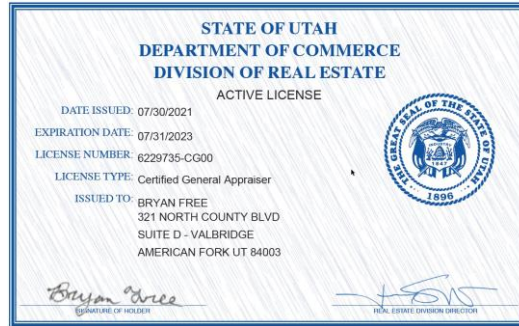 STATE OF UTAH
DEPARTMENT OF COMMERCE
DIVISION OF REAL ESTATE
ACTIVE LICENSE
DATE ISSUED: 07/30/2021
EXPIRATION DATE: 07/31/2023
LICENSE NUMBER: 6229735-CG00
LICENSE TYPE: Certified General Appraiser
ISSUED TO: BRYAN FREE
321 NORTH COUNTY BLVD
SUITE D - VALBRIDGE
AMERICAN FORK UT 84003
THE GREAT SEAL OF THE STATE OF UTAH
1847
1896
Bryan Free
SIGNATURE OF HOLDER
REAL ESTATE DIVISION DIRECTOR